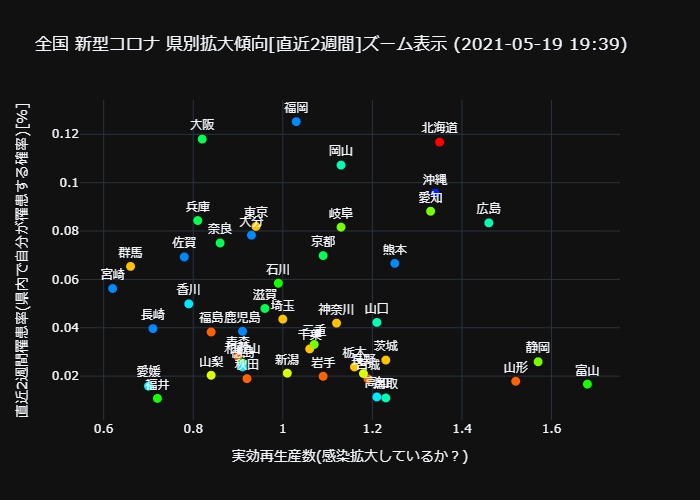 全国 新型コロナ 県別拡大傾向[直近2週間]ズーム表示 (2021-05-19 19:39)
直近2週間罹患率(県内で自分が罹患する確率)[%]
0.12
0.1
0.08
0.06
0.04
0.02
福岡
大阪
北海道
岡山
沖縄
愛知
広島
兵庫
東京
大分
奈良
岐阜
京都
佐賀
群馬
熊本
宮崎
石川
香川
滋賀
埼玉
神奈川
山口
長崎
福島
鹿児島
三重
千葉
青森
茨城
栃木
静岡
山梨
秋田
新潟
岩手
愛媛
福井
鳥取
山形
富山
0.6
0.8
1
1.2
1.4
1.6
実効再生産数(感染拡大しているか？)